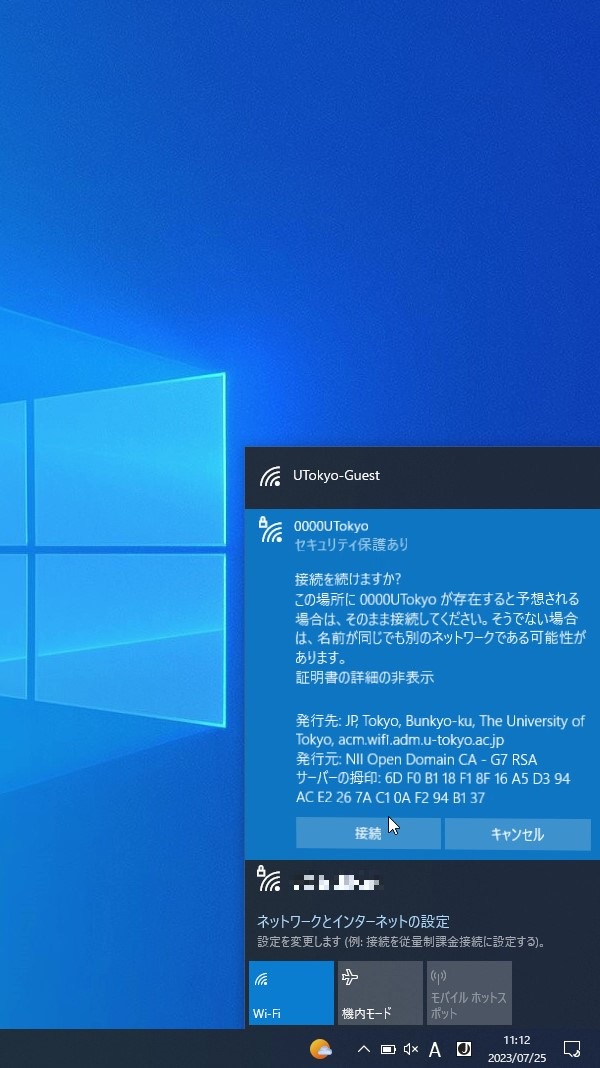 UTokyo-Guest
0000UTokyo
セキュリティ保護あり
接続を続けますか?
この場所に 0000UTokyo が存在すると予想される
場合は、そのまま接続してください。そうでない場合
は、名前が同じでも別のネットワークである可能性が
あります。
証明書の詳細の非表示
発行先: JP, Tokyo, Bunkyo-ku, The University of
Tokyo, acm.wifi.adm.u-tokyo.ac.jp
発行元: NII Open Domain CA - G7 RSA
サーバーの拇印: 6D F0 B1 18 F1 8F 16 A5 D3 94
AC E2 26 7A C1 0A F2 94 B1 37
接続
キャンセル
ネットワークとインターネットの設定
設定を変更します (例: 接続を従量制課金接続に設定する)。
Wi-Fi
機内モード
モバイル ホットス
ポット
A
J
11:12
2023/07/25